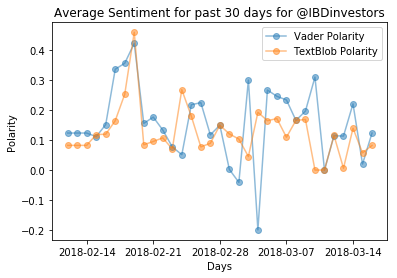 Average Sentiment for past 30 days for @IBDinvestors
Vader Polarity
TextBlob Polarity
Polarity
0.4
0.3
0.2
0.1
0.0
−0.1
−0.2
2018-02-14 2018-02-21 2018-02-28 2018-03-07 2018-03-14
Days